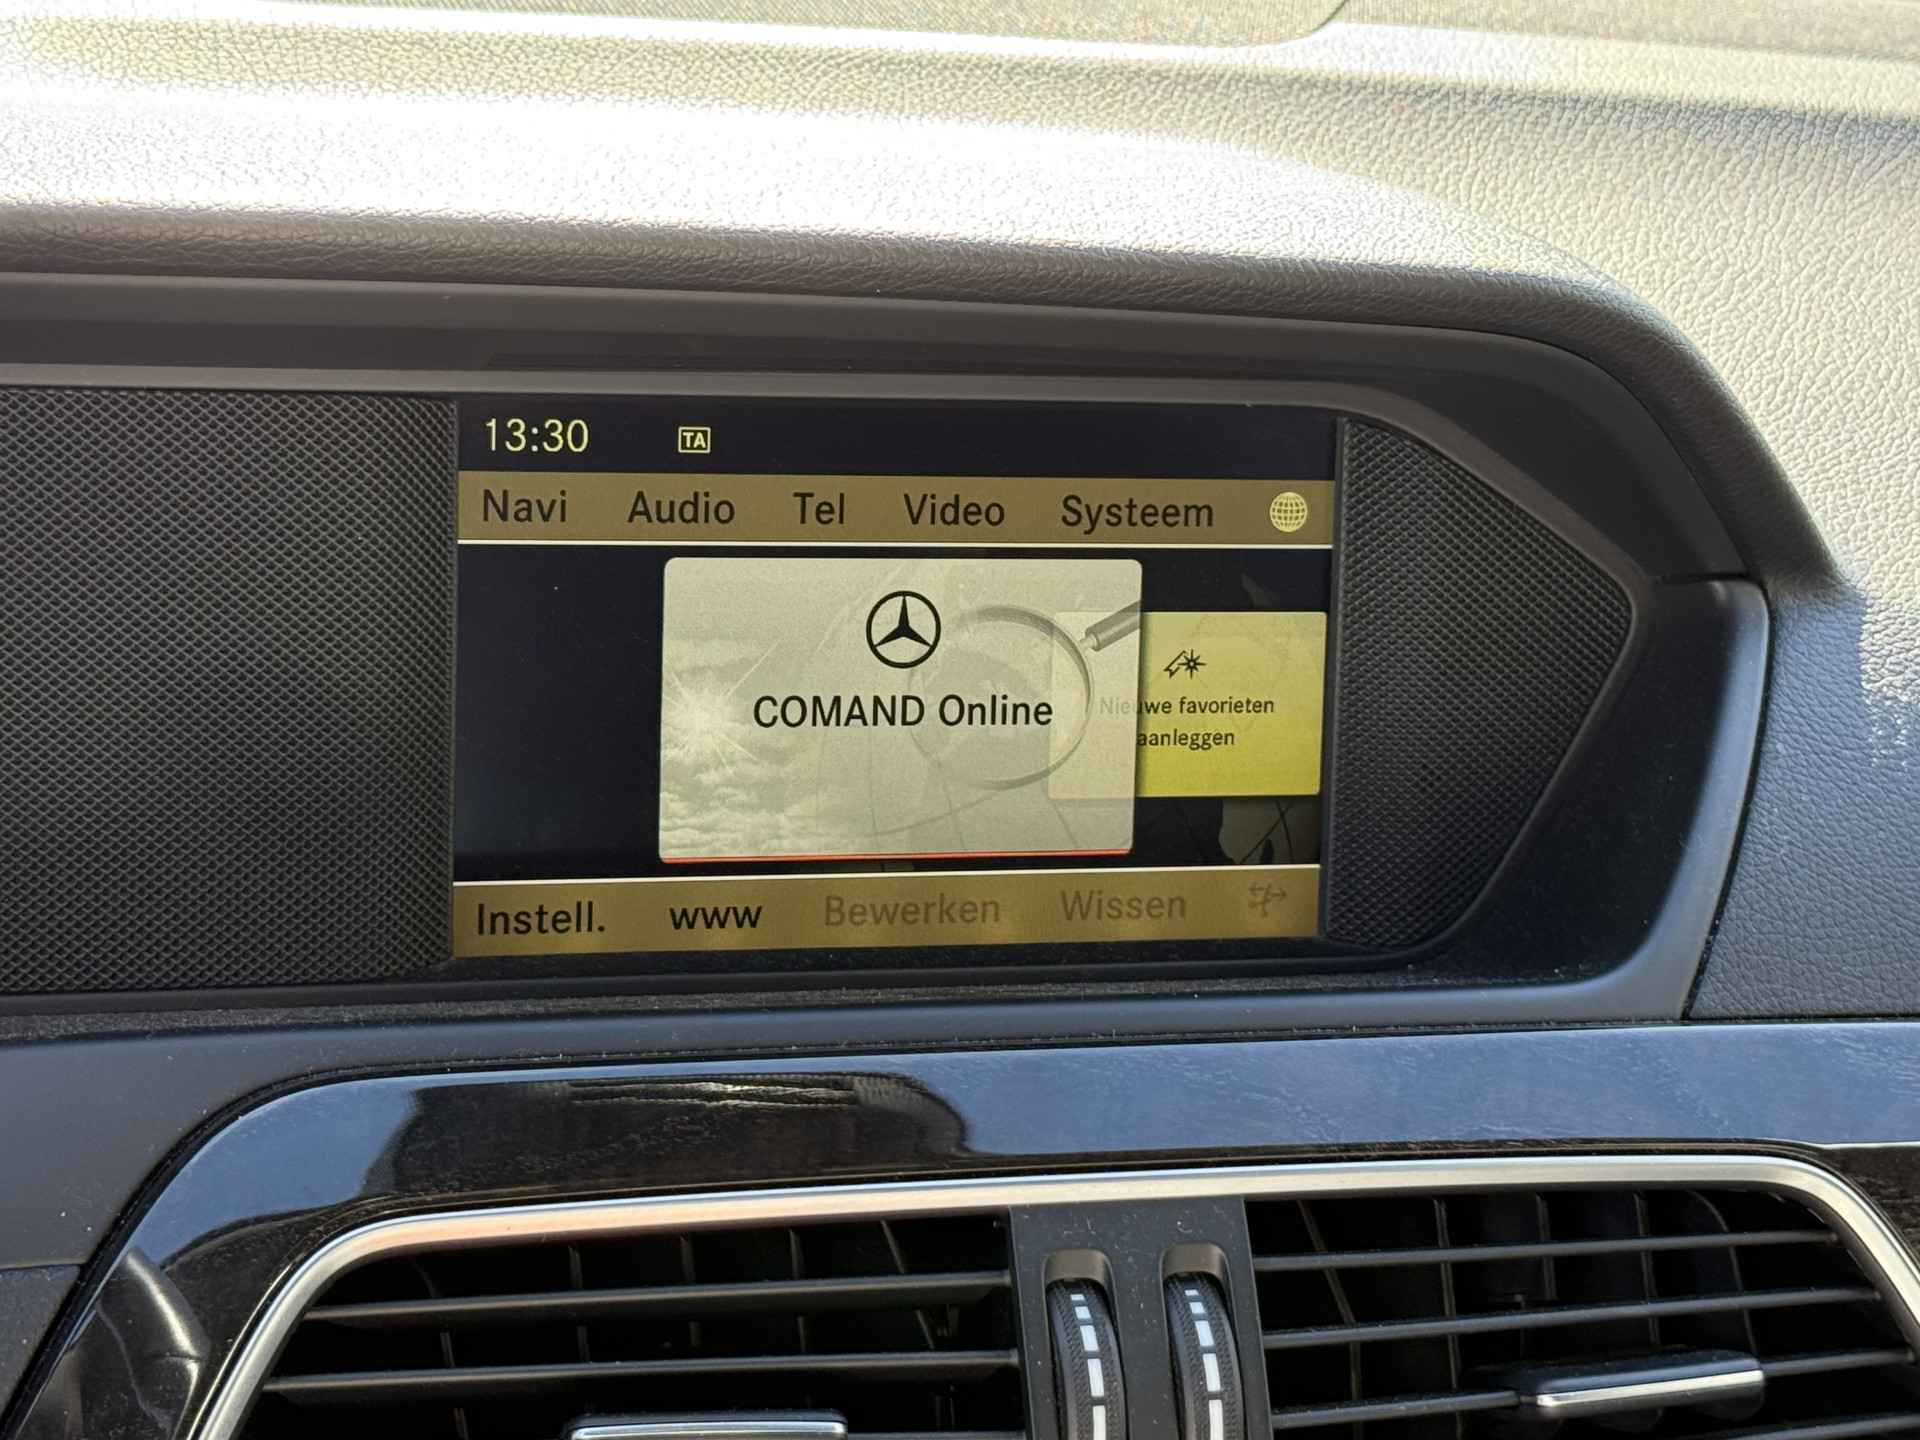 13:30 TA
Navi Audio Tel Video Systeem
COMAND Online
Nieuwe favorieten
aanleggen
Instell. www Bewerken Wissen